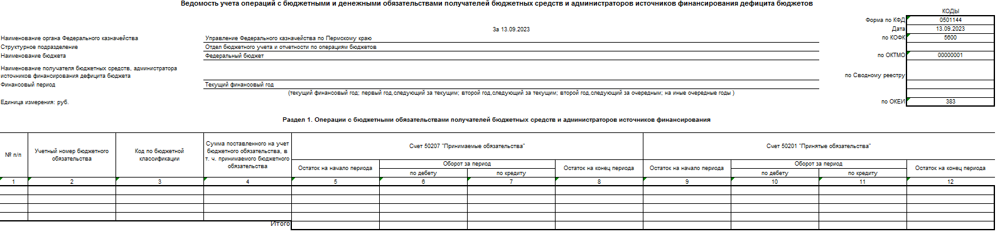 Ведомость учета операций с бюджетными и денежными обязательствами получателей бюджетных средств и администраторов источников финансирования дефицита бюджетов
КОДЫ
Форма по КФД 0501144
За 13.09.2023 Дата 13.09.2023
Наименование органа Федерального казначейства Управление Федерального казначейства по Пермскому краю по КОФК 5600
Структурное подразделение Отдел бюджетного учета и отчетности по операциям бюджетов
Наименование бюджета Федеральный бюджет по ОКТМО 00000001
Наименование получателя бюджетных средств, администратора
источников финансирования дефицита бюджета по Сводному реестру
Финансовый период Текущий финансовый год
(текущий финансовый год; первый год,следующий за текущим; второй год,следующий за текущим; второй год,следующий за очередным; на иные очередные годы )
Единица измерения: руб. по ОКЕИ 383
Раздел 1. Операции с бюджетными обязательствами получателей бюджетных средств и администраторов источников финансирования
№ п/п
Учетный номер бюджетного
обязательства
Код по бюджетной
классификации
Сумма поставленного на учет
бюджетного обязательства, в
т. ч. принимаемого бюджетного
обязательства
Счет 50207 "Принимаемые обязательства"
Остаток на начало периода
Оборот за период
по дебету по кредиту
Остаток на конец периода
Счет 50201 "Принятые обязательства"
Остаток на начало периода
Оборот за период
по дебету по кредиту
Остаток на конец периода
1 2 3 4 5 6 7 8 9 10 11 12
Итого